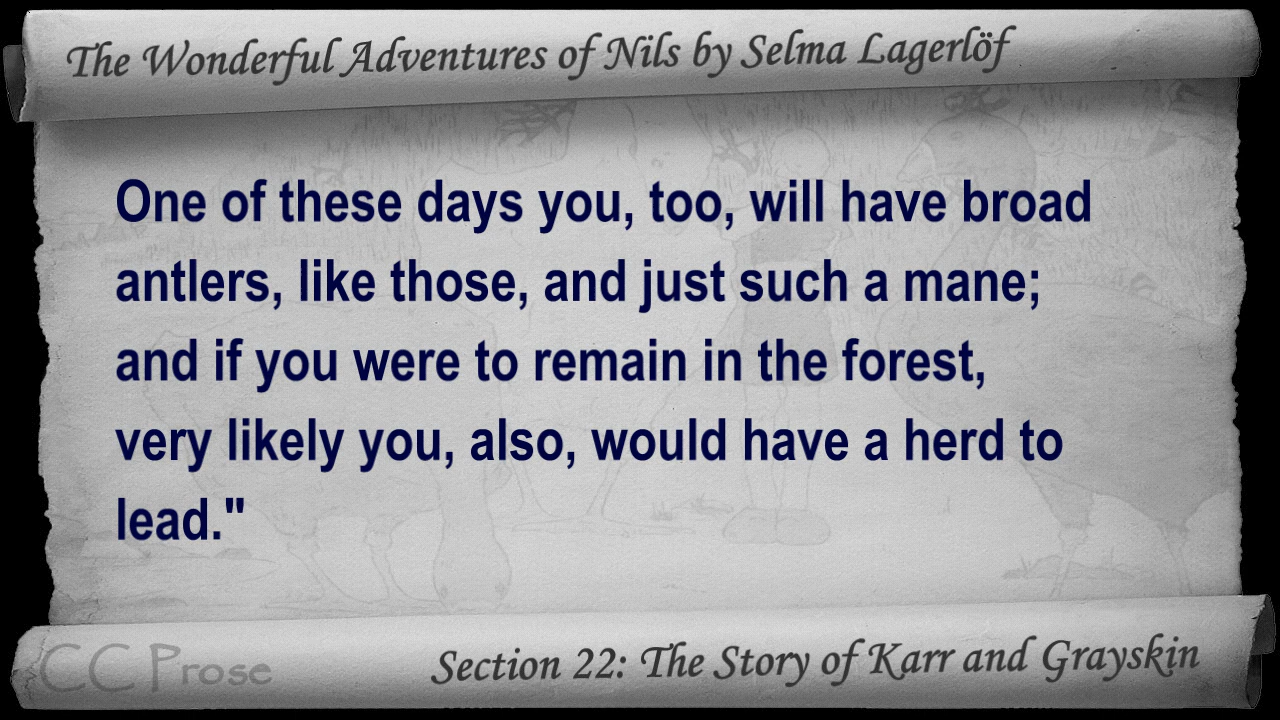 The Wonderful Adventures of Nils by Selma Lagerlöf
One of these days you, too, will have broad
antlers, like those, and just such a mane;
and if you were to remain in the forest,
very likely you, also, would have a herd to
lead."
CC Prose
Section 22: The Story of Karr and Grayskin